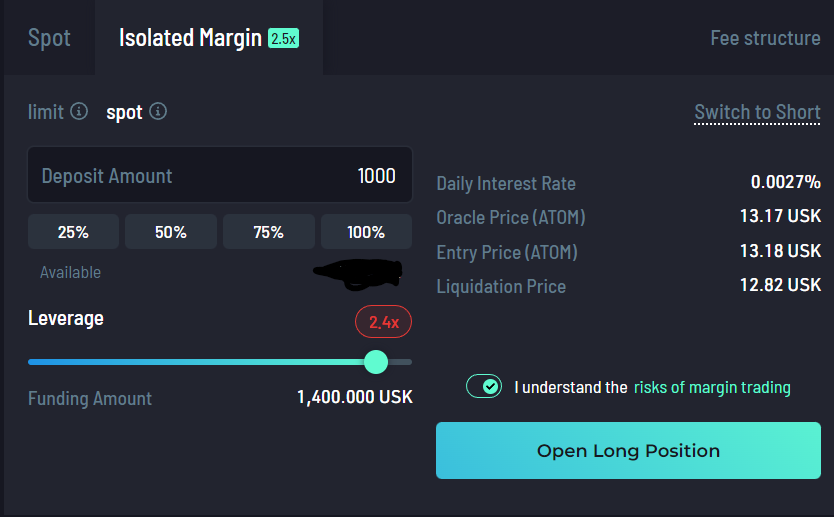 Spot
Isolated Margin 2.5x
Fee structure
limit spot
Switch to Short
Deposit Amount 1000
25% 50% 75% 100%
Available
Leverage 2.4x
Funding Amount 1,400.000 USK
Daily Interest Rate 0.0027%
Oracle Price (ATOM) 13.17 USK
Entry Price (ATOM) 13.18 USK
Liquidation Price 12.82 USK
I understand the risks of margin trading
Open Long Position